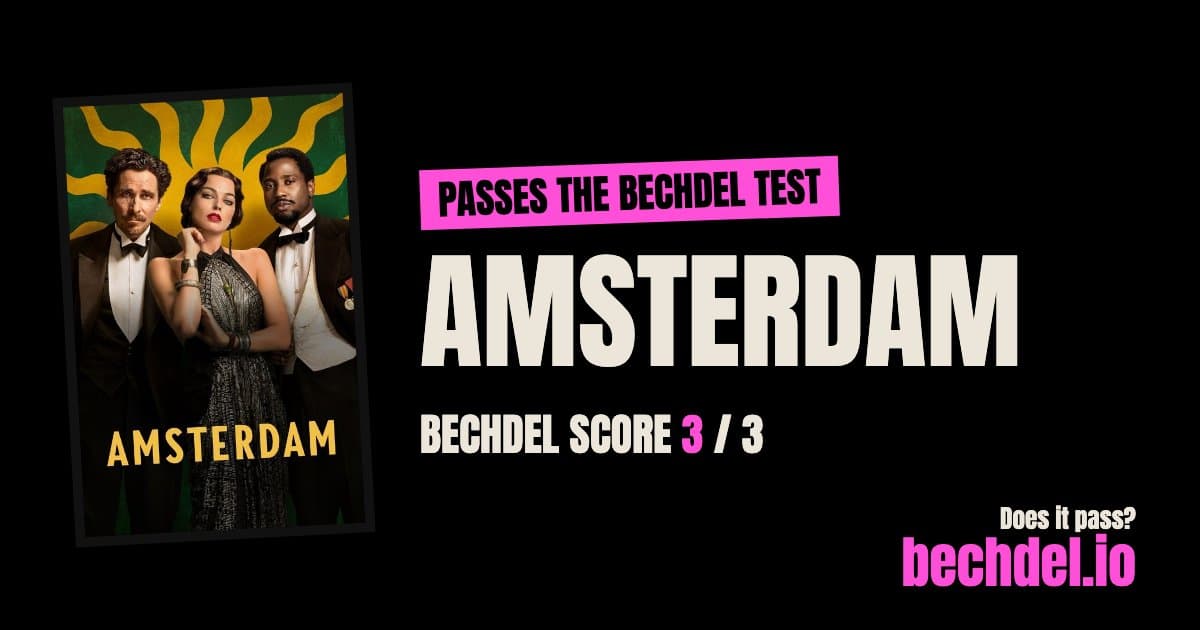 AMSTERDAM
PASSES THE BECHDEL TEST
AMSTERDAM
BECHDEL SCORE 3 / 3
Does it pass?
bechdel.io